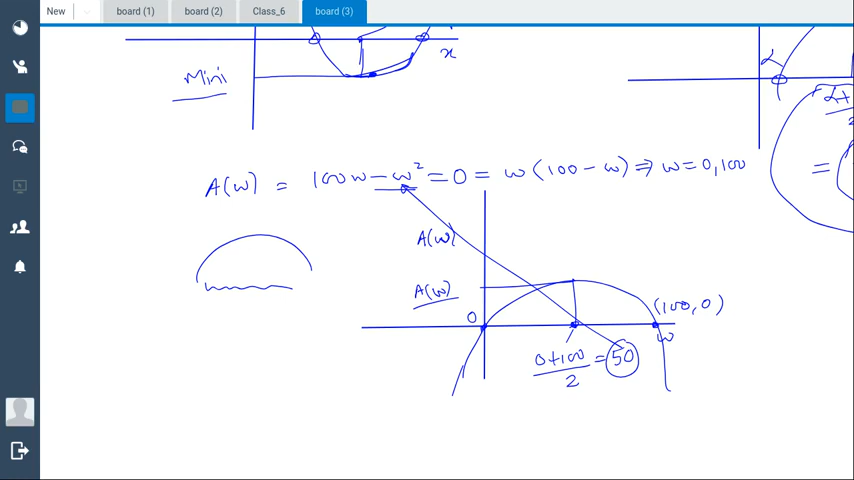 New board (1) board (2) Class_6 board (3)
x
Mini
α
α+
2
A(w) = 100w - w² = 0 = w(100 - w) ⇒ w = 0, 100
=
A(w)
A(w)
0
(100, 0)
w
0+100
2
= 50